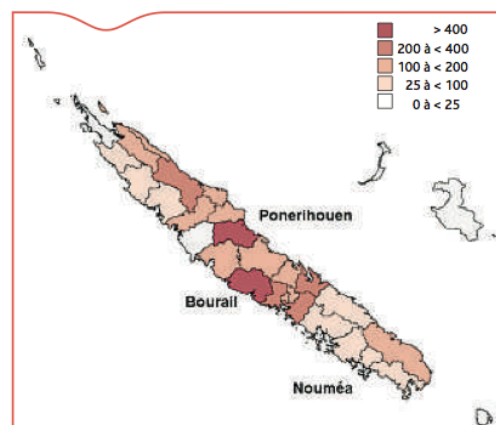 > 400
200 à < 400
100 à < 200
25 à < 100
0 à < 25
Ponerihouen
Bourail
Nouméa